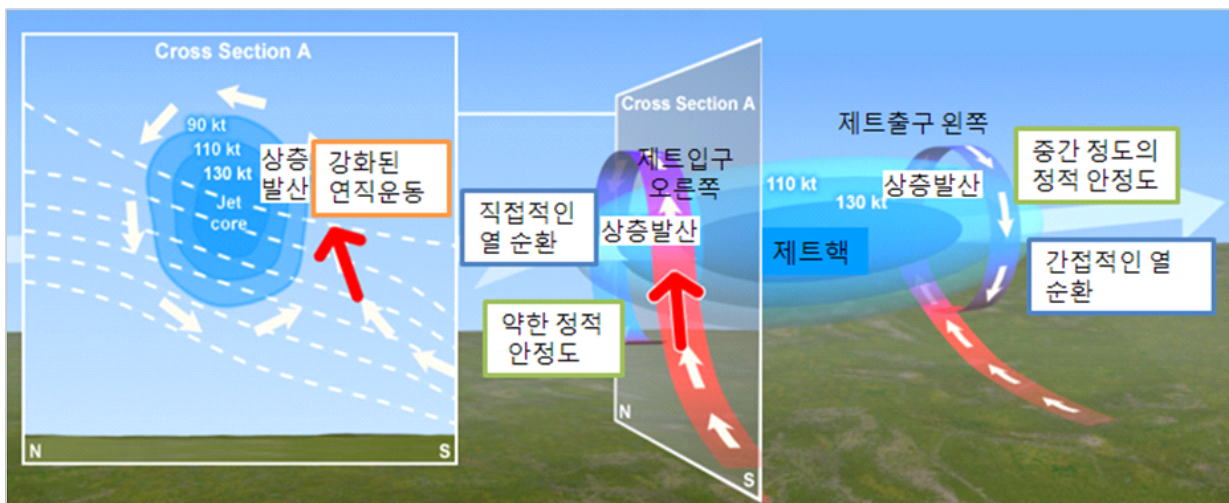 Cross Section A
90 kt
110 kt
130 kt
Jet
core
상층
발산
강화된
연직운동
N
S
직접적인
열 순환
약한 정적
안정도
Cross Section A
제트입구
오른쪽
상층발산
N
S
110 kt
130 kt
제트핵
제트출구 왼쪽
상층발산
중간 정도의
정적 안정도
간접적인 열
순환